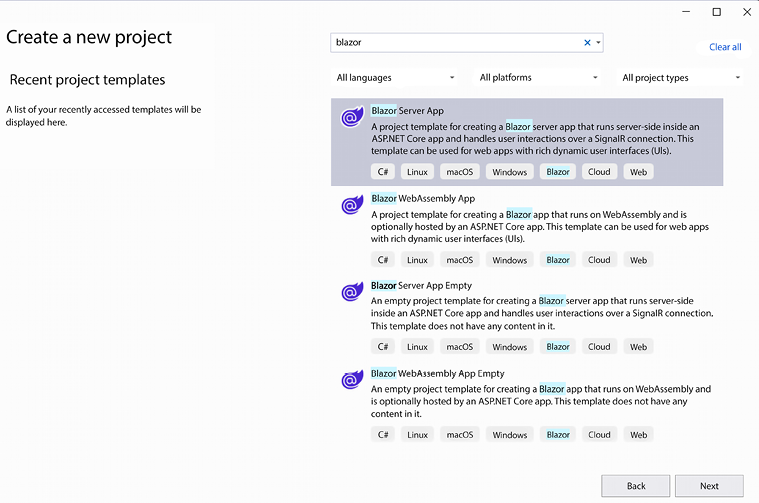 Create a new project
Recent project templates
A list of your recently accessed templates will be
displayed here.
blazor
Clear all
All languages
All platforms
All project types
Blazor Server App
A project template for creating a Blazor server app that runs server-side inside an
ASP.NET Core app and handles user interactions over a SignalR connection. This
template can be used for web apps with rich dynamic user interfaces (UIs).
C# Linux macOS Windows Blazor Cloud Web
Blazor WebAssembly App
A project template for creating a Blazor app that runs on WebAssembly and is
optionally hosted by an ASP.NET Core app. This template can be used for web apps
with rich dynamic user interfaces (UIs).
C# Linux macOS Windows Blazor Cloud Web
Blazor Server App Empty
An empty project template for creating a Blazor server app that runs server-side
inside an ASP.NET Core app and handles user interactions over a SignalR connection.
This template does not have any content in it.
C# Linux macOS Windows Blazor Cloud Web
Blazor WebAssembly App Empty
An empty project template for creating a Blazor app that runs on WebAssembly and
is optionally hosted by an ASP.NET Core app. This template does not have any
content in it.
C# Linux macOS Windows Blazor Cloud Web
Back
Next